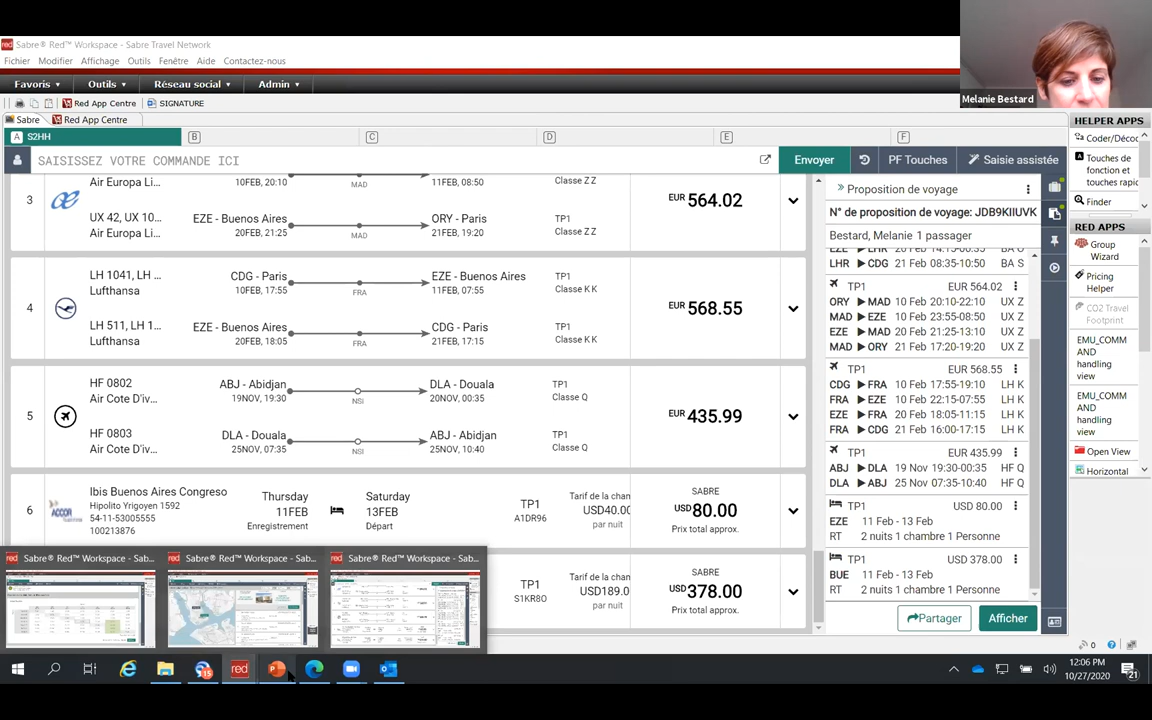 red Sabre® Red™ Workspace - Sabre Travel Network
Fichier Modifier Affichage Outils Fenêtre Aide Contactez-nous
Favoris Outils Réseau social Admin
Red App Centre SIGNATURE
Sabre Red App Centre
A S2HH B C D E F
SAISISSEZ VOTRE COMMANDE ICI Envoyer PF Touches Saisie assistée
3
Air Europa Li...
10FEB, 20:10
MAD
11FEB, 08:50
Classe Z Z
UX 42, UX 10...
Air Europa Li...
EZE - Buenos Aires
20FEB, 21:25
MAD
ORY - Paris
21FEB, 19:20
TP1
Classe Z Z
EUR 564.02
4
LH 1041, LH ...
Lufthansa
CDG - Paris
10FEB, 17:55
FRA
EZE - Buenos Aires
11FEB, 07:55
TP1
Classe K K
LH 511, LH 1...
Lufthansa
EZE - Buenos Aires
20FEB, 18:05
FRA
CDG - Paris
21FEB, 17:15
TP1
Classe K K
EUR 568.55
5
HF 0802
Air Cote D'iv...
ABJ - Abidjan
19NOV, 19:30
NSI
DLA - Douala
20NOV, 00:35
TP1
Classe Q
HF 0803
Air Cote D'iv...
DLA - Douala
25NOV, 07:35
NSI
ABJ - Abidjan
25NOV, 10:40
TP1
Classe Q
EUR 435.99
6
ACCOR
Ibis Buenos Aires Congreso
Hipolito Yrigoyen 1592
54-11-53005555
100213876
Thursday
11FEB
Enregistrement
Saturday
13FEB
Départ
TP1
A1DR96
Tarif de la chan
USD40.00
par nuit
SABRE
USD 80.00
Prix total approx.
TP1
S1KR8O
Tarif de la chan
USD189.0
par nuit
SABRE
USD 378.00
Prix total approx.
Proposition de voyage
N° de proposition de voyage: JDB9KIIUVK
Bestard, Melanie 1 passager
LHR CDG 21 Feb 08:35-10:50 BA S
TP1 EUR 564.02
ORY MAD 10 Feb 20:10-22:10 UX Z
MAD EZE 10 Feb 23:55-08:50 UX Z
EZE MAD 20 Feb 21:25-13:10 UX Z
MAD ORY 21 Feb 17:20-19:20 UX Z
TP1 EUR 568.55
CDG FRA 10 Feb 17:55-19:10 LH K
FRA EZE 10 Feb 22:15-07:55 LH K
EZE FRA 20 Feb 18:05-11:15 LH K
FRA CDG 21 Feb 16:00-17:15 LH K
TP1 EUR 435.99
ABJ DLA 19 Nov 19:30-00:35 HF Q
DLA ABJ 25 Nov 07:35-10:40 HF Q
TP1 USD 80.00
EZE 11 Feb - 13 Feb
RT 2 nuits 1 chambre 1 Personne
TP1 USD 378.00
BUE 11 Feb - 13 Feb
RT 2 nuits 1 chambre 1 Personne
Partager Afficher
Melanie Bestard
HELPER APPS
Coder/Déco
Touches de
fonction et
touches rapid
Finder
RED APPS
Group
Wizard
Pricing
Helper
CO2 Travel
Footprint
EMU_COMM
AND
handling
view
EMU_COMM
AND
handling
view
Open View
Horizontal
red Sabre® Red™ Workspace - Sab...
red Sabre® Red™ Workspace - Sab...
red Sabre® Red™ Workspace - Sab...
0
15
red
12:06 PM
10/27/2020
21